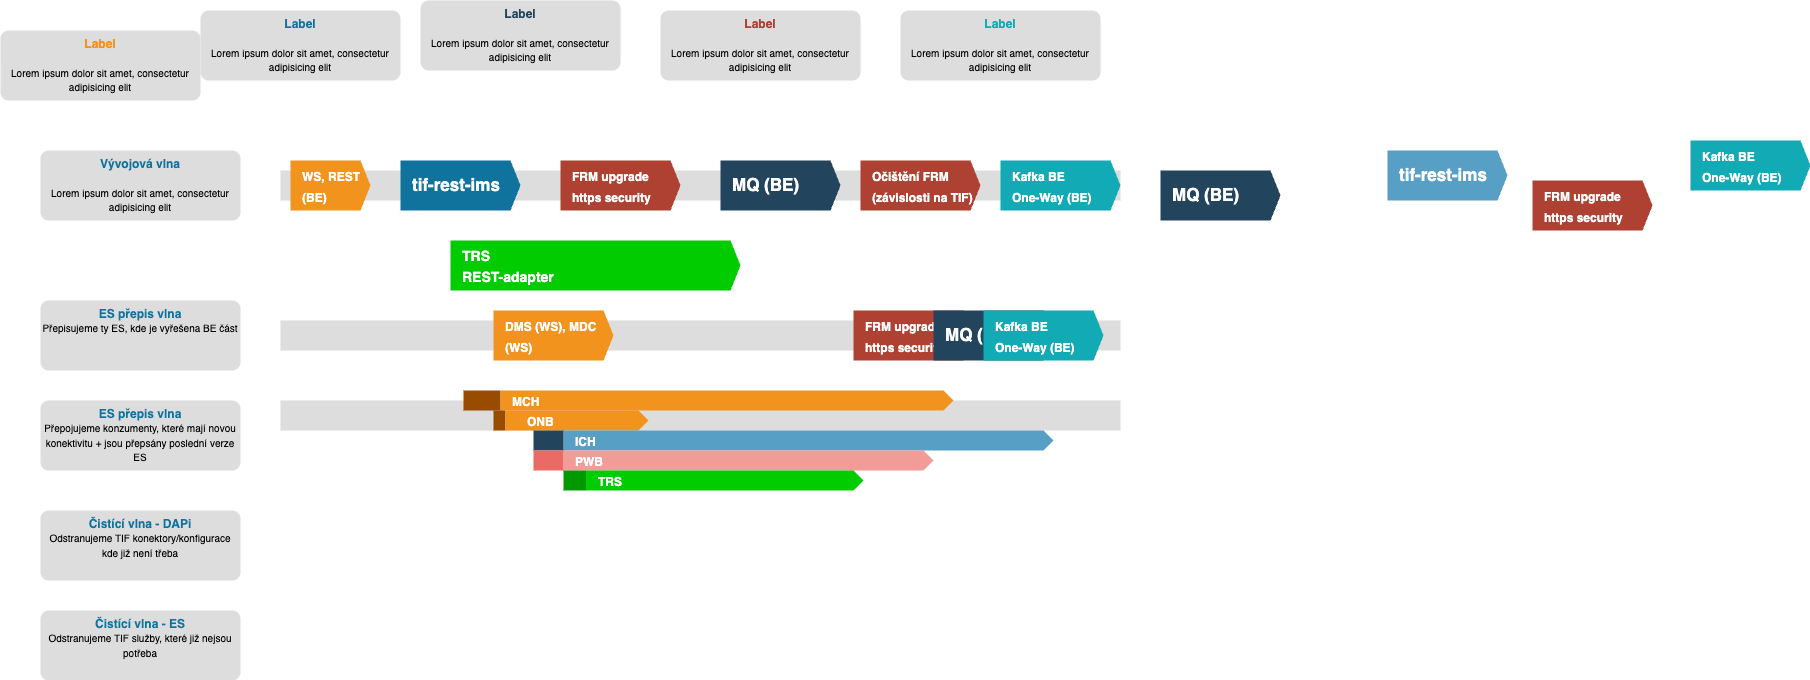 Label
Lorem ipsum dolor sit amet, consectetur
adipisicing elit
Label
Lorem ipsum dolor sit amet, consectetur
adipisicing elit
Label
Lorem ipsum dolor sit amet, consectetur
adipisicing elit
Label
Lorem ipsum dolor sit amet, consectetur
adipisicing elit
Label
Lorem ipsum dolor sit amet, consectetur
adipisicing elit
Vývojová vlna
Lorem ipsum dolor sit amet, consectetur
adipisicing elit
WS, REST
(BE)
tif-rest-ims
FRM upgrade
https security
MQ (BE)
Očištění FRM
(závislosti na TIF)
Kafka BE
One-Way (BE)
MQ (BE)
tif-rest-ims
FRM upgrade
https security
Kafka BE
One-Way (BE)
TRS
REST-adapter
ES přepis vlna
Přepisujeme ty ES, kde je vyřešena BE část
DMS (WS), MDC
(WS)
FRM upgrad
https securi
MQ (
Kafka BE
One-Way (BE)
ES přepis vlna
Přepojujeme konzumenty, které mají novou
konektivitu + jsou přepsány poslední verze
ES
MCH
ONB
ICH
PWB
TRS
Čistící vlna - DAPi
Odstranujeme TIF konektory/konfigurace
kde již není třeba
Čistící vlna - ES
Odstranujeme TIF služby, které již nejsou
potřeba